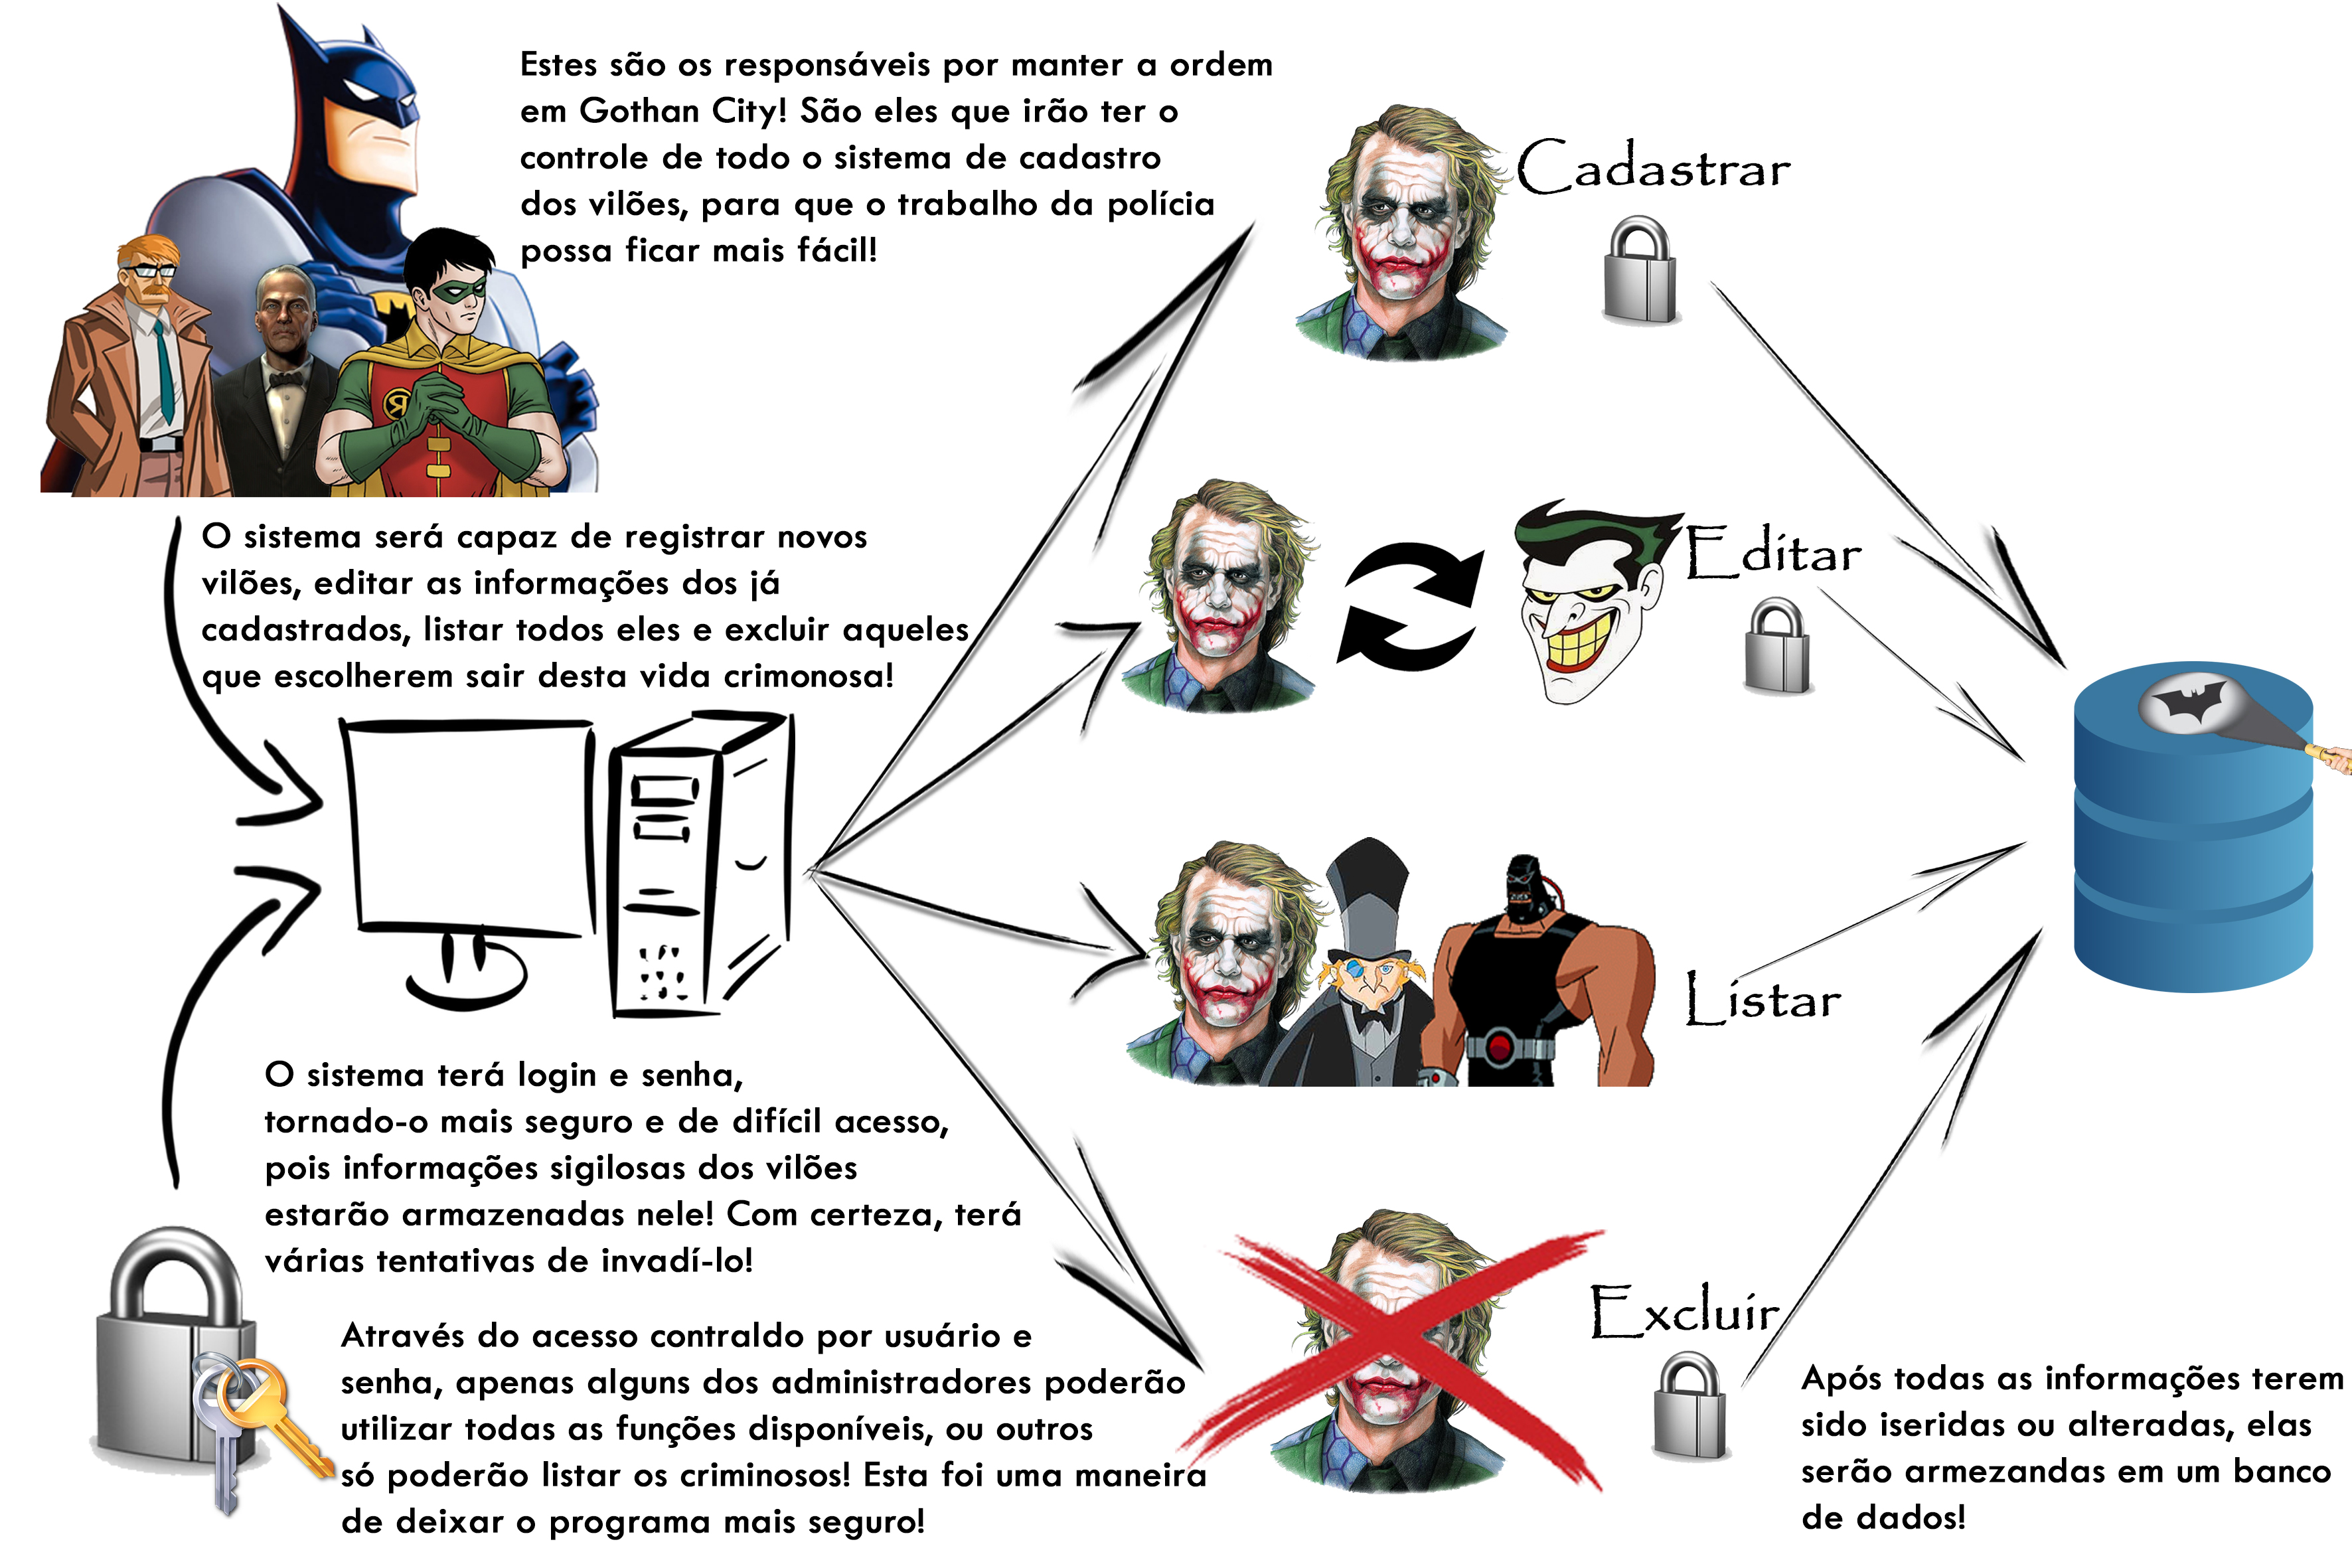 Estes são os responsáveis por manter a ordem
em Gothan City! São eles que irão ter o
controle de todo o sistema de cadastro
dos vilões, para que o trabalho da polícia
possa ficar mais fácil!
Cadastrar
O sistema será capaz de registrar novos
vilões, editar as informações dos já
cadastrados, listar todos eles e excluir aqueles
que escolherem sair desta vida crimonosa!
Editar
Listar
O sistema terá login e senha,
tornado-o mais seguro e de difícil acesso,
pois informações sigilosas dos vilões
estarão armazenadas nele! Com certeza, terá
várias tentativas de invadí-lo!
Excluir
Através do acesso contraldo por usuário e
senha, apenas alguns dos administradores poderão
utilizar todas as funções disponíveis, ou outros
só poderão listar os criminosos! Esta foi uma maneira
de deixar o programa mais seguro!
Após todas as informações terem
sido iseridas ou alteradas, elas
serão armezandas em um banco
de dados!